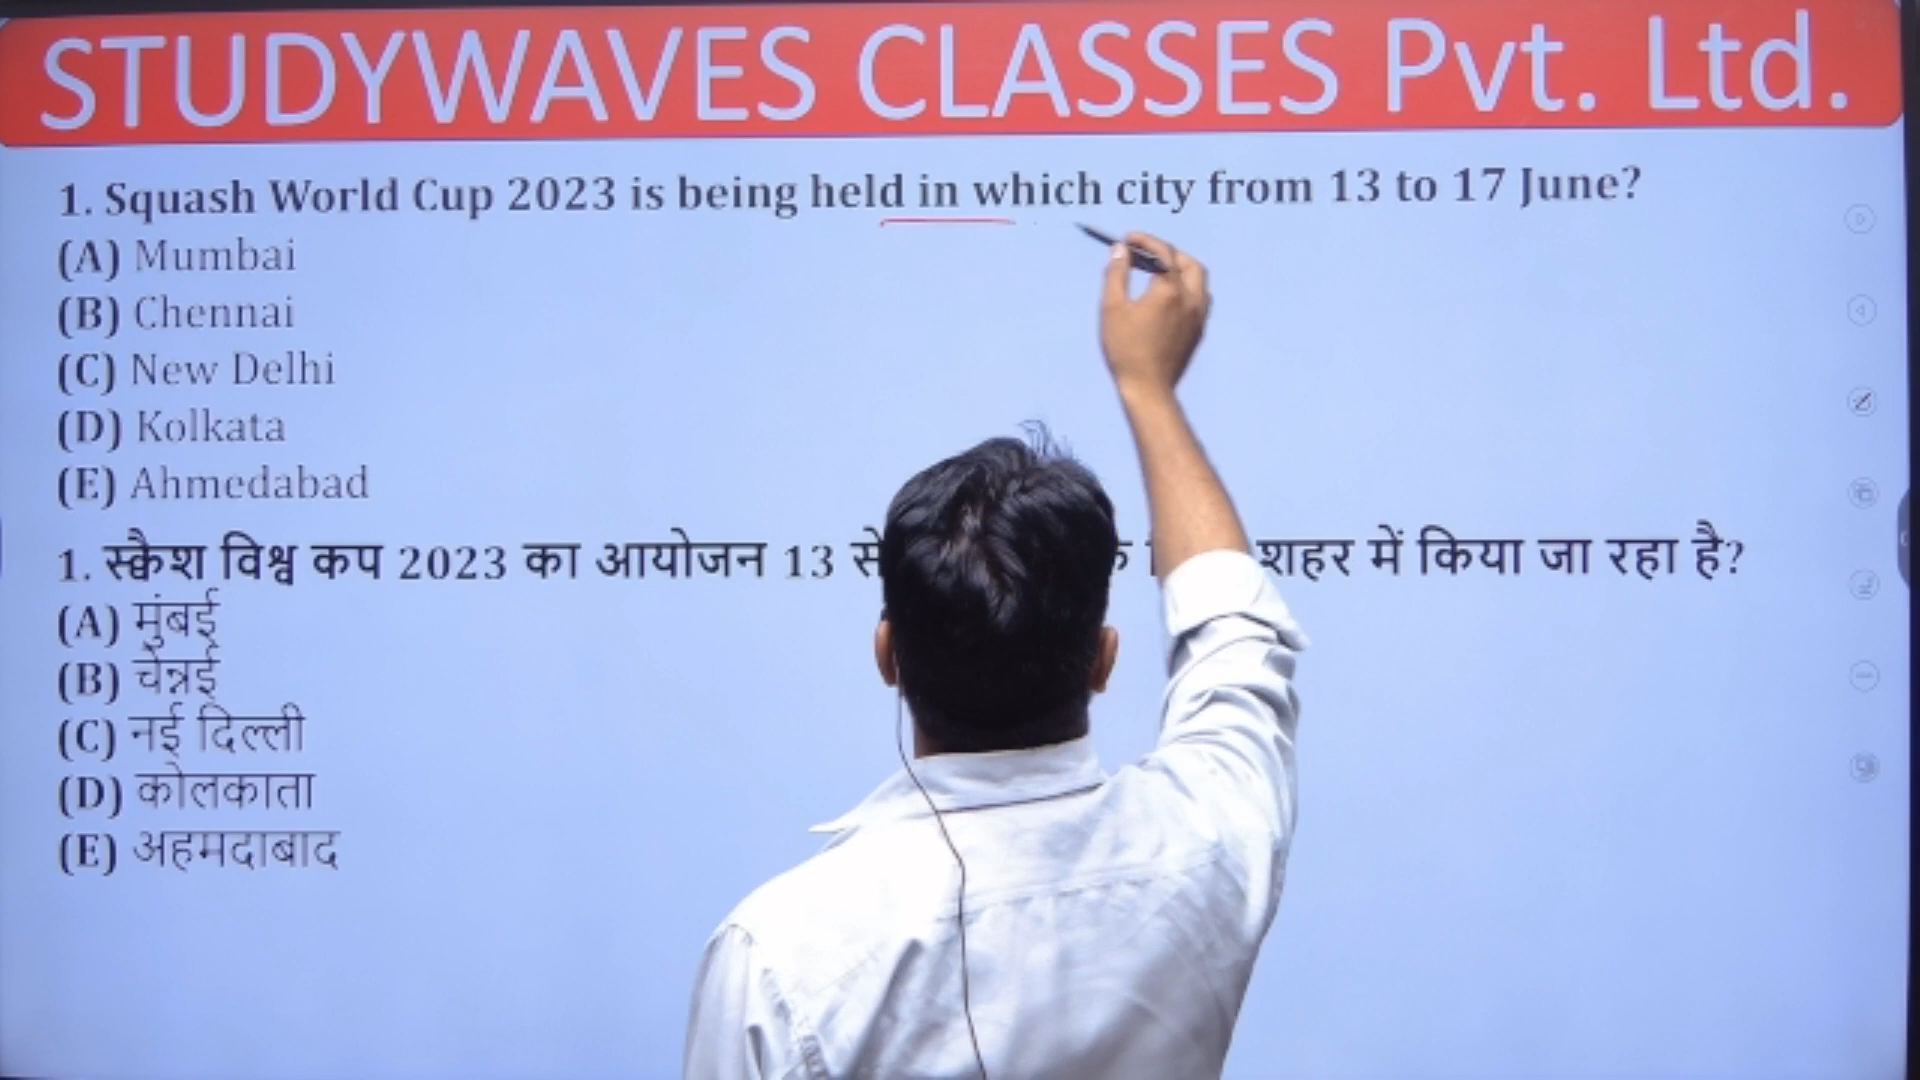 STUDYWAVES CLASSES Pvt. Ltd.
1. Squash World Cup 2023 is being held in which city from 13 to 17 June?
(A) Mumbai
(B) Chennai
(C) New Delhi
(D) Kolkata
(E) Ahmedabad
1. स्कैश विश्व कप 2023 का आयोजन 13 से शहर में किया जा रहा है?
(A) मुंबई
(B) चेन्नई
(C) नई दिल्ली
(D) कोलकाता
(E) अहमदाबाद